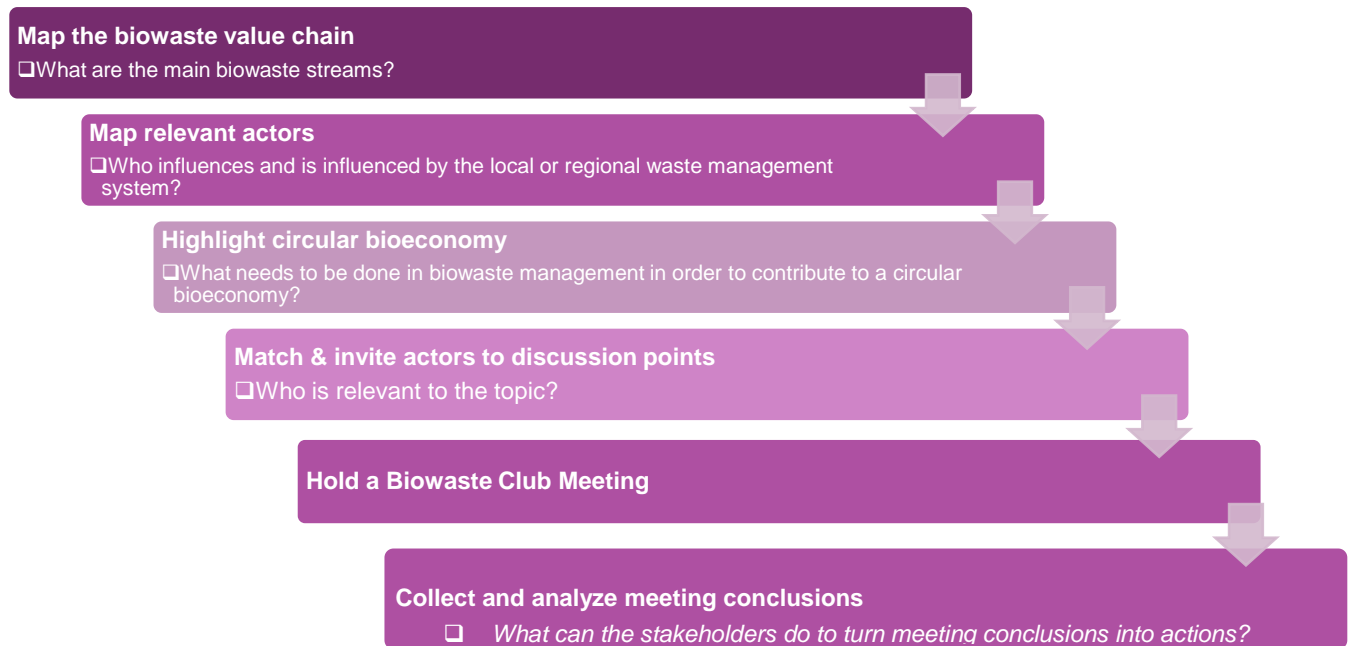 Map the biowaste value chain
❑What are the main biowaste streams?
Map relevant actors
❑Who influences and is influenced by the local or regional waste management
system?
Highlight circular bioeconomy
❑What needs to be done in biowaste management in order to contribute to a circular
bioeconomy?
Match & invite actors to discussion points
❑Who is relevant to the topic?
Hold a Biowaste Club Meeting
Collect and analyze meeting conclusions
❑ What can the stakeholders do to turn meeting conclusions into actions?